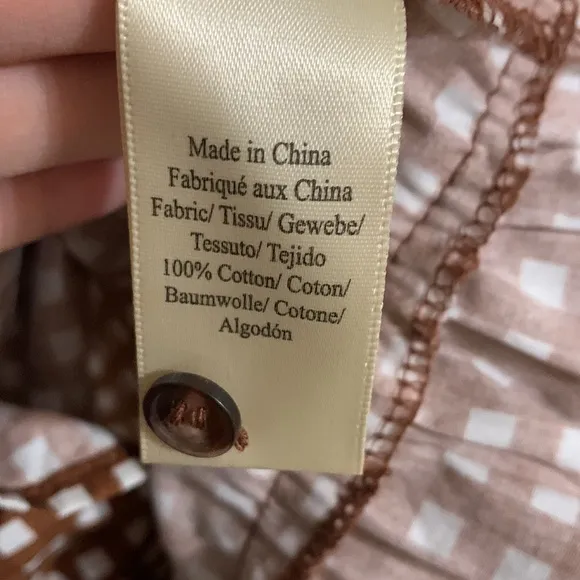 Made in China
Fabriqué aux China
Fabric/ Tissu/ Gewebe/
Tessuto/ Tejido
100% Cotton/ Coton/
Baumwolle/ Cotone/
Algodón